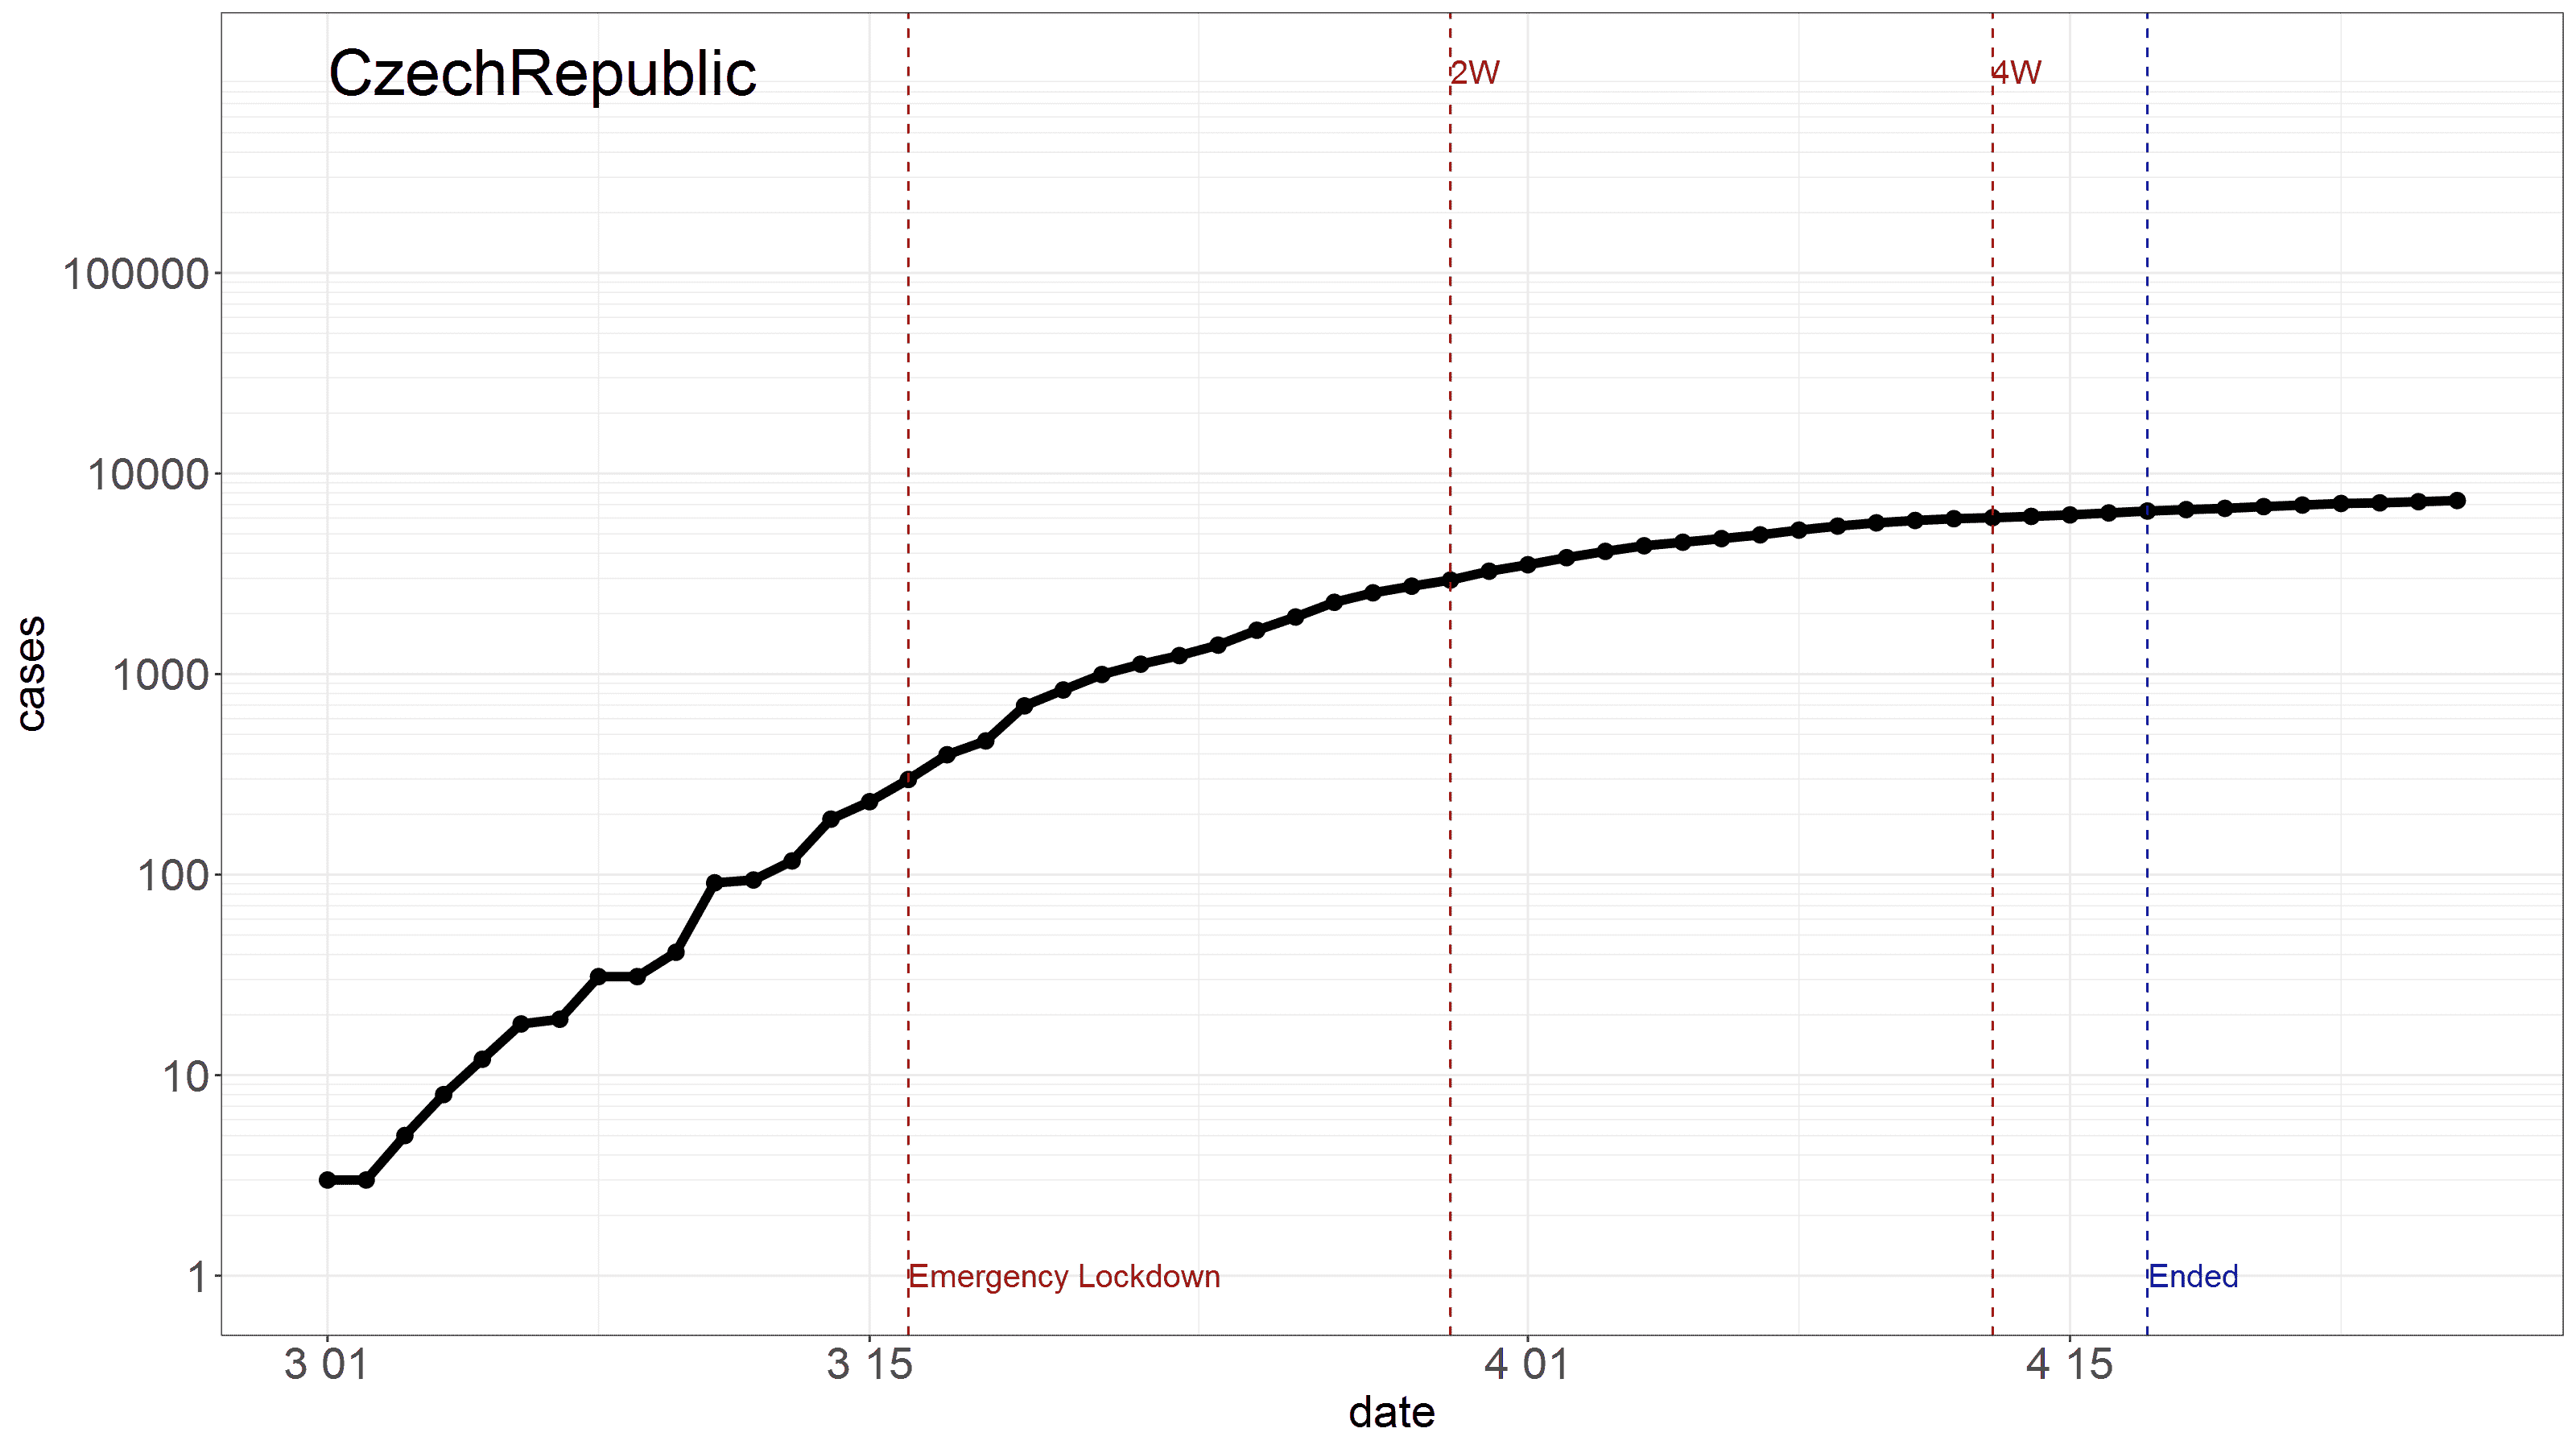 CzechRepublic
2W
4W
100000
10000
1000
100
10
1
cases
Emergency Lockdown
Ended
3 01
3 15
4 01
4 15
date